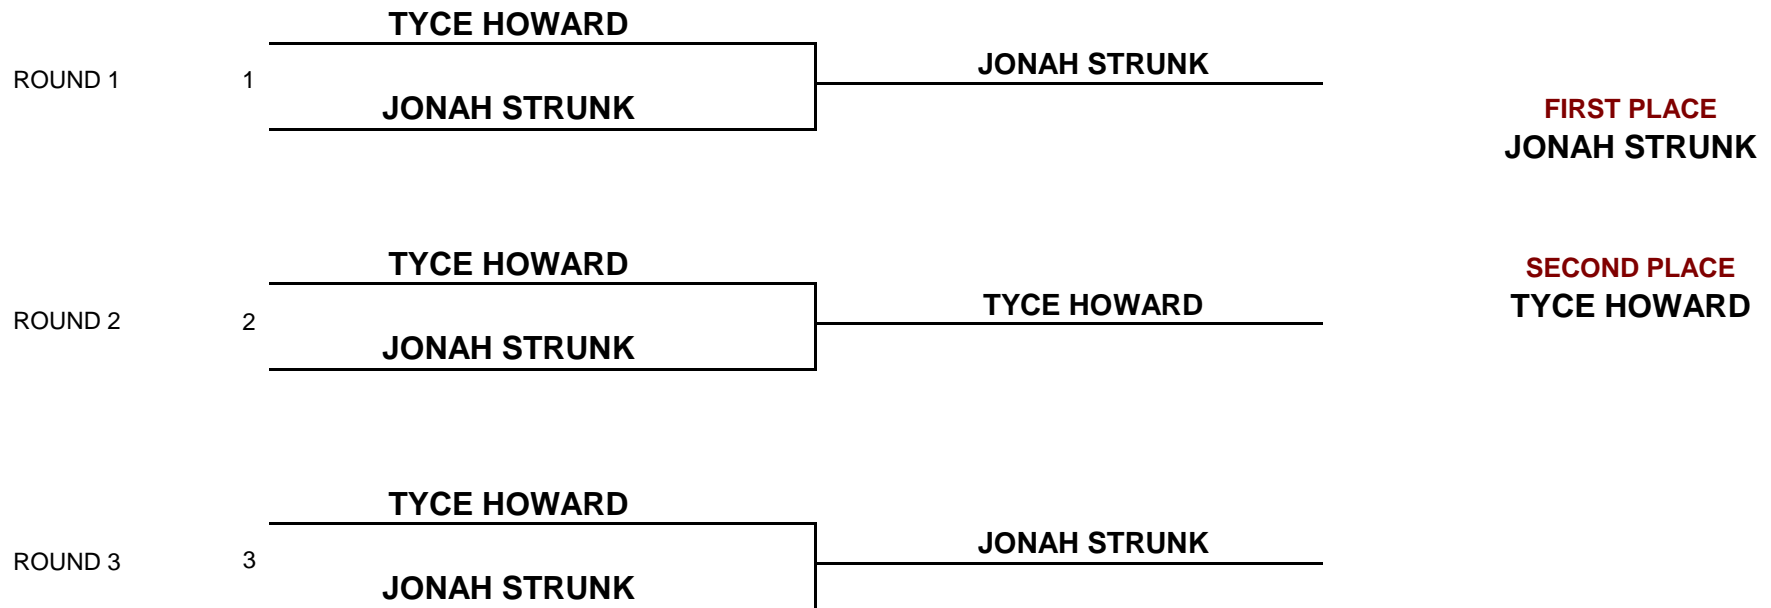 TYCE HOWARD
ROUND 1 1 JONAH STRUNK
JONAH STRUNK
FIRST PLACE
JONAH STRUNK
TYCE HOWARD
ROUND 2 2 TYCE HOWARD
JONAH STRUNK
SECOND PLACE
TYCE HOWARD
TYCE HOWARD
ROUND 3 3 JONAH STRUNK
JONAH STRUNK